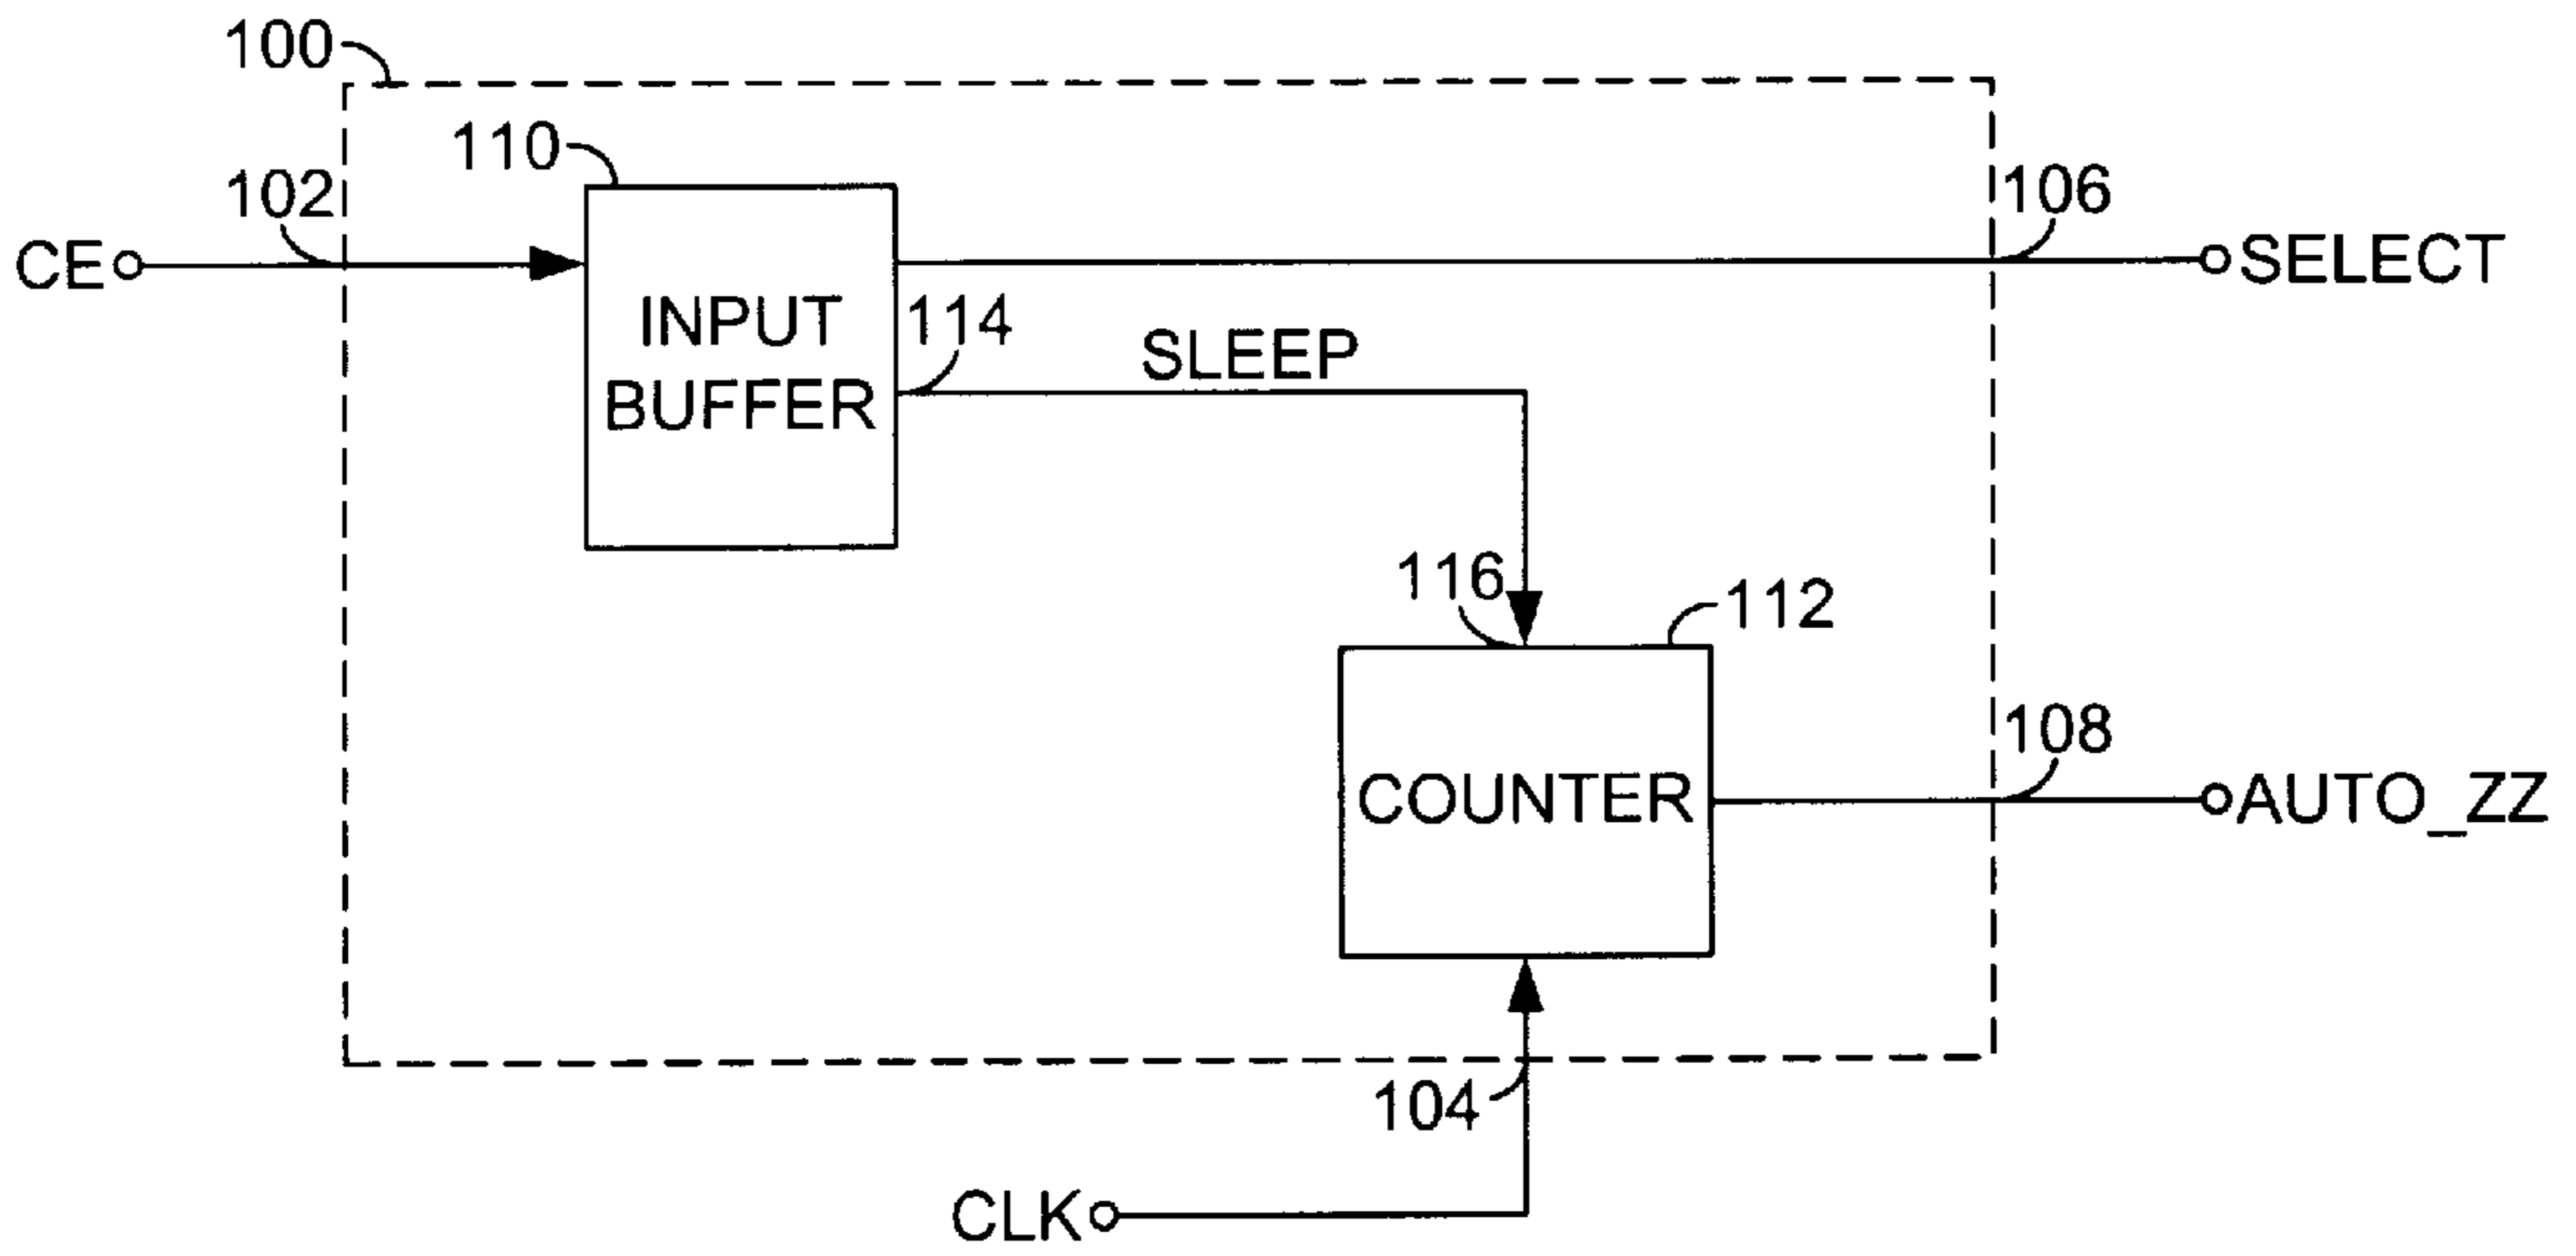 100
110
102
106
CE
SELECT
INPUT
BUFFER
114
SLEEP
116
112
108
COUNTER
AUTO_ZZ
104
CLK